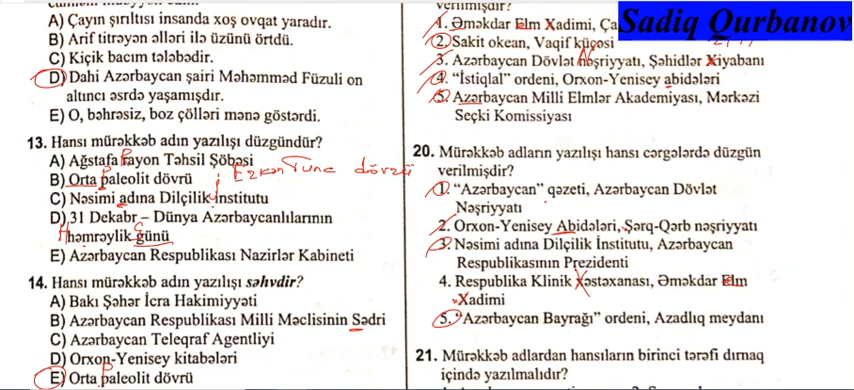 A) Çayın şırıltısı insanda xoş ovqat yaradır.
B) Arif titrəyən əlləri ilə üzünü örtdü.
C) Kiçik bacım tələbədir.
D) Dahi Azərbaycan şairi Məhəmməd Füzuli on
altıncı əsrdə yaşamışdır.
E) O, bəhrəsiz, boz çölləri mənə göstərdi.
13. Hansı mürəkkəb adın yazılışı düzgündür?
A) Ağstafa rayon Təhsil Şöbəsi
B) Orta paleolit dövrü
C) Nəsimi adına Dilçilik institutu
D) 31 Dekabr – Dünya Azərbaycanlılarının
həmrəylik günü
E) Azərbaycan Respublikası Nazirlər Kabineti
dövrü
14. Hansı mürəkkəb adın yazılışı səhvdir?
A) Bakı Şəhər İcra Hakimiyyəti
B) Azərbaycan Respublikası Milli Məclisinin Sədri
C) Azərbaycan Teleqraf Agentliyi
D) Orxon-Yenisey kitabələri
E) Orta paleolit dövrü
verilmişdir?
Sadiq Qurbanov
1. Əməkdar Elm Xadimi, Ça
2. Sakit okean, Vaqif küçəsi
3. Azərbaycan Dövlət Nəşriyyatı, Şəhidlər Xiyabanı
4. “İstiqlal” ordeni, Orxon-Yenisey abidələri
5. Azərbaycan Milli Elmlər Akademiyası, Mərkəzi
Seçki Komissiyası
20. Mürəkkəb adların yazılışı hansı cərgələrdə düzgün
verilmişdir?
1. “Azərbaycan” qəzeti, Azərbaycan Dövlət
Nəşriyyatı
2. Orxon-Yenisey Abidələri, Şərq-Qərb nəşriyyatı
3. Nəsimi adına Dilçilik İnstitutu, Azərbaycan
Respublikasının Prezidenti
4. Respublika Klinik xəstəxanası, Əməkdar Elm
Xadimi
5. “Azərbaycan Bayrağı” ordeni, Azadlıq meydanı
21. Mürəkkəb adlardan hansıların birinci tərəfi dırnaq
içində yazılmalıdır?